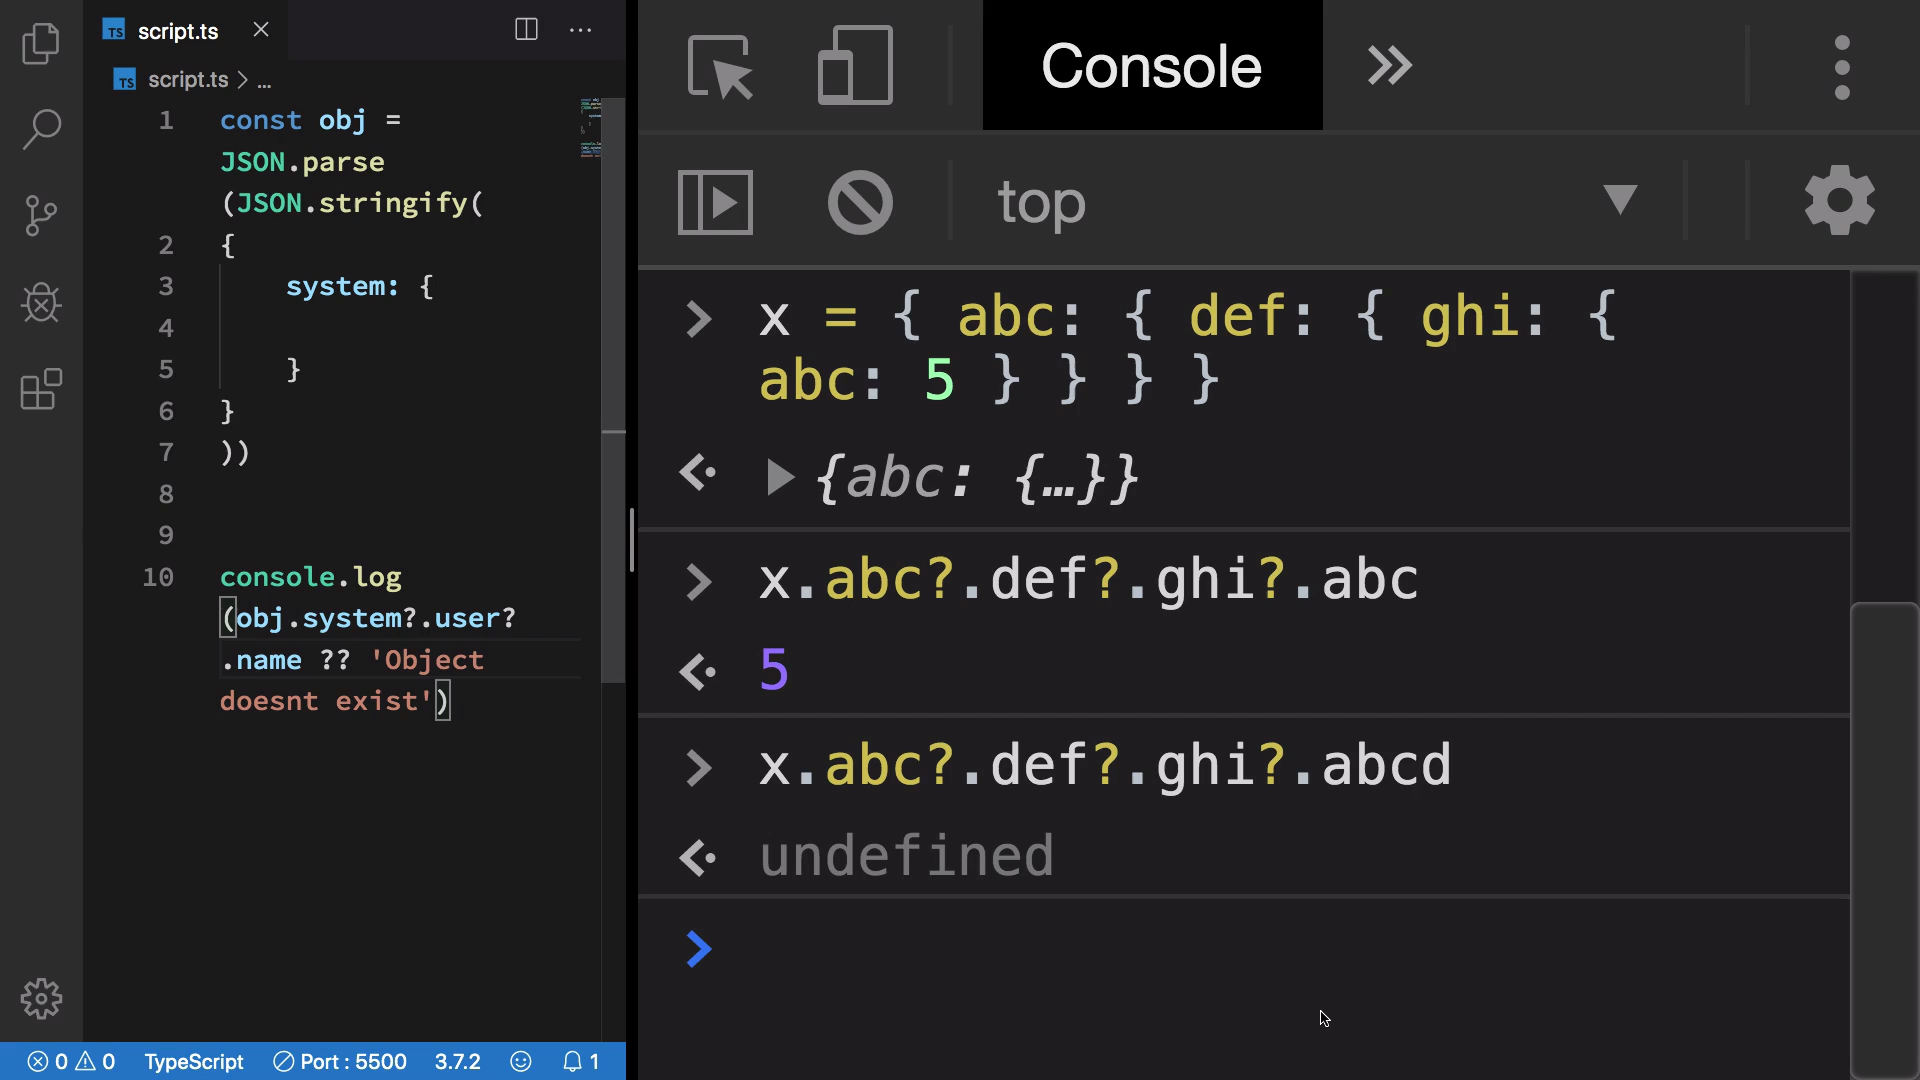 TS script.ts
TS script.ts > ...
1 const obj =
JSON.parse
(JSON.stringify(
2 {
3 system: {
4
5 }
6 }
7 ))
8
9
10 console.log
(obj.system?.user?
.name ?? 'Object
doesnt exist')
0 0 TypeScript Port : 5500 3.7.2 1
Console
top
> x = { abc: { def: { ghi: {
abc: 5 } } } }
{abc: {…}}
> x.abc?.def?.ghi?.abc
5
> x.abc?.def?.ghi?.abcd
undefined
>